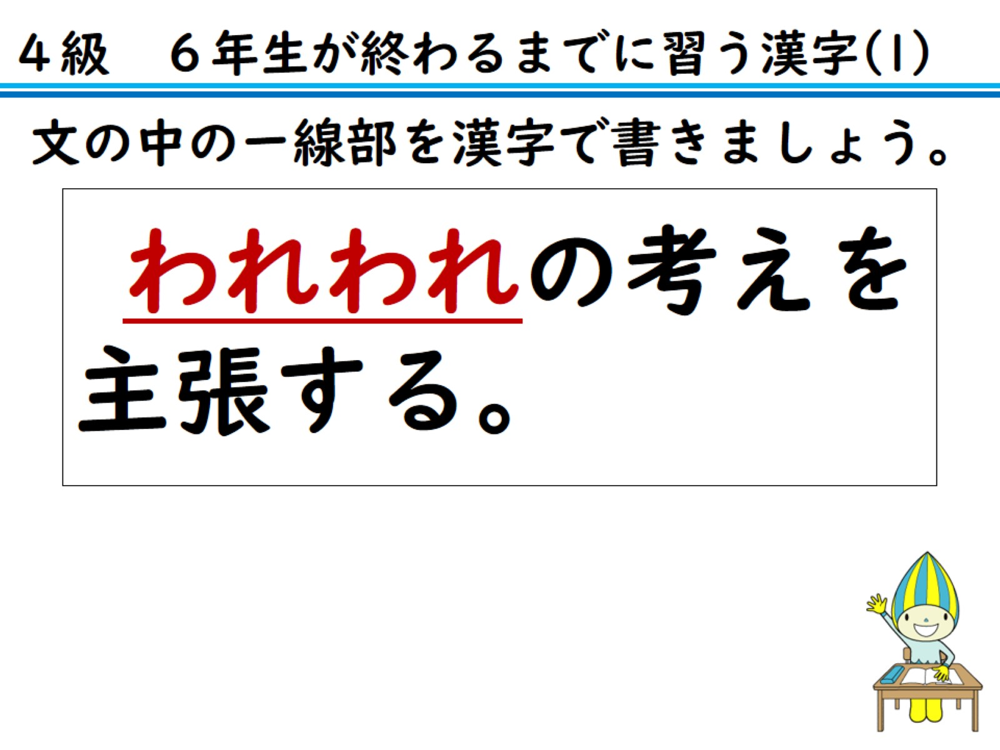 ４級　６年生が終わるまでに習う漢字(1)
文の中の―線部を漢字で書きましょう。
われわれの考えを
主張する。